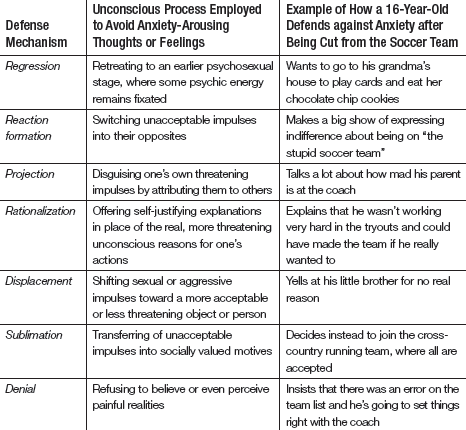 Defense
Mechanism
Unconscious Process Employed
to Avoid Anxiety-Arousing
Thoughts or Feelings
Example of How a 16-Year-Old
Defends against Anxiety after
Being Cut from the Soccer Team
Regression
Retreating to an earlier psychosexual
stage, where some psychic energy
remains fixated
Wants to go to his grandma's
house to play cards and eat her
chocolate chip cookies
Reaction
formation
Switching unacceptable impulses
into their opposites
Makes a big show of expressing
indifference about being on "the
stupid soccer team"
Projection
Disguising one's own threatening
impulses by attributing them to others
Talks a lot about how mad his parent
is at the coach
Rationalization
Offering self-justifying explanations
in place of the real, more threatening
unconscious reasons for one's
actions
Explains that he wasn't working
very hard in the tryouts and could
have made the team if he really
wanted to
Displacement
Shifting sexual or aggressive
impulses toward a more acceptable
or less threatening object or person
Yells at his little brother for no real
reason
Sublimation
Transferring of unacceptable
impulses into socially valued motives
Decides instead to join the cross-
country running team, where all are
accepted
Denial
Refusing to believe or even perceive
painful realities
Insists that there was an error on the
team list and he's going to set things
right with the coach